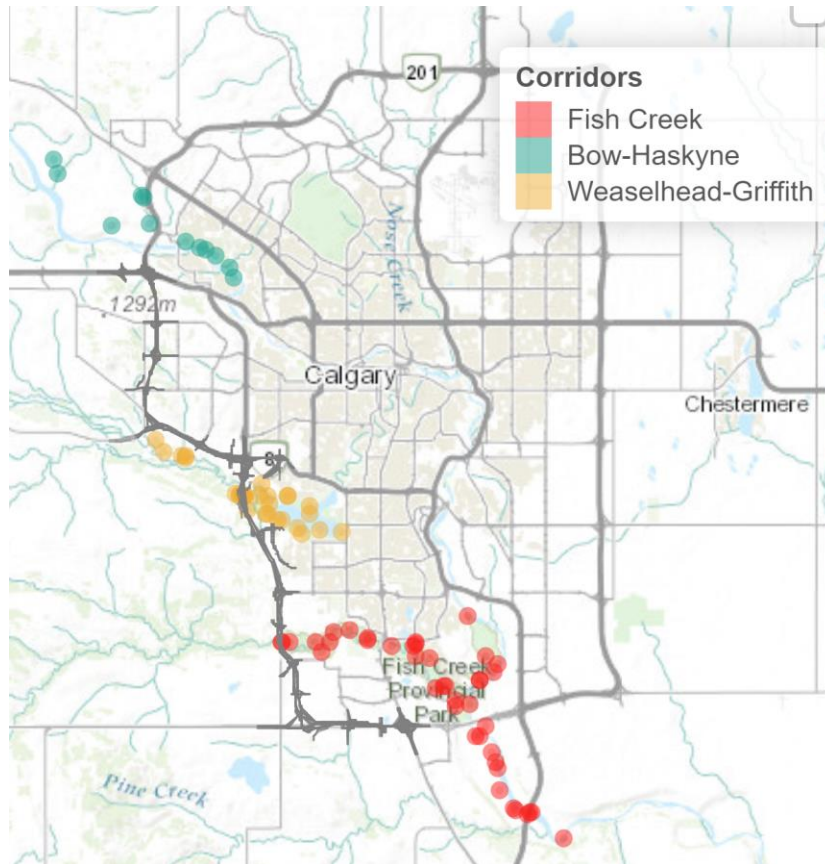 201
Corridors
Fish Creek
Bow-Haskyne
Weaselhead-Griffith
Nose Creek
1292m
Calgary
Chestermere
8
Fish Creek
Provincial
Park
Pine Creek